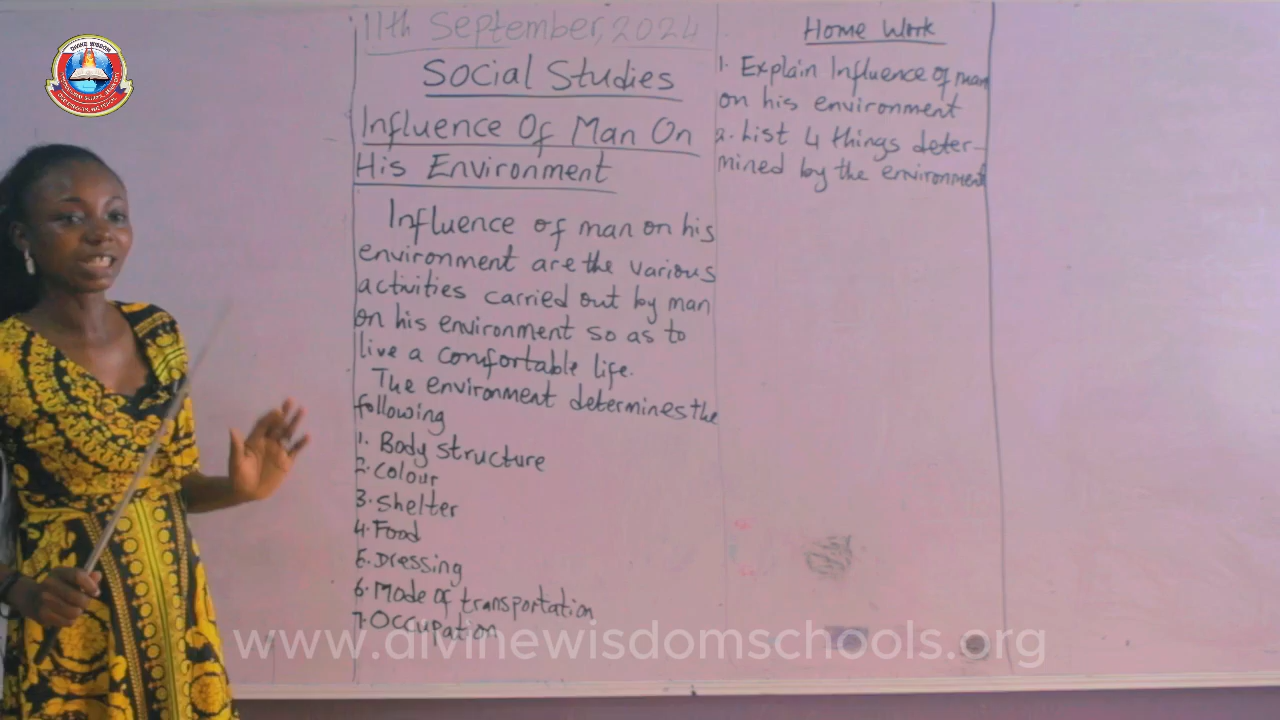 DIVINE WISDOM
11th September, 2024
Social Studies
Influence Of Man On
His Environment
Influence of man on his
environment are the various
activities carried out by man
on his environment so as to
live a comfortable life.
The environment determines the
following
1. Body structure
2. Colour
3. Shelter
4. Food
5. Dressing
6. Mode of transportation
7. Occupation
Home Work
1. Explain Influence of man
on his environment
2. List 4 things deter-
mined by the environment
www.divinewisdomschools.org